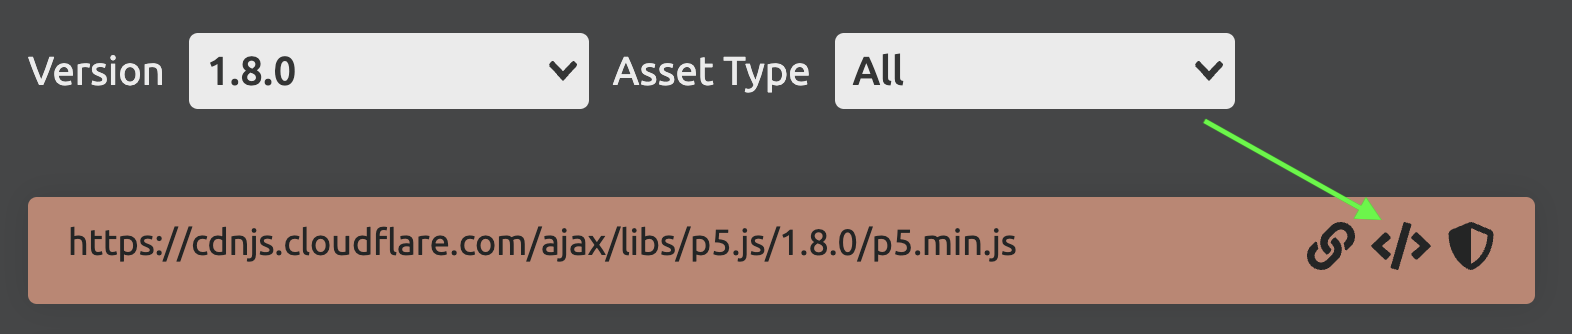 Version 1.8.0 Asset Type All
https://cdnjs.cloudflare.com/ajax/libs/p5.js/1.8.0/p5.min.js